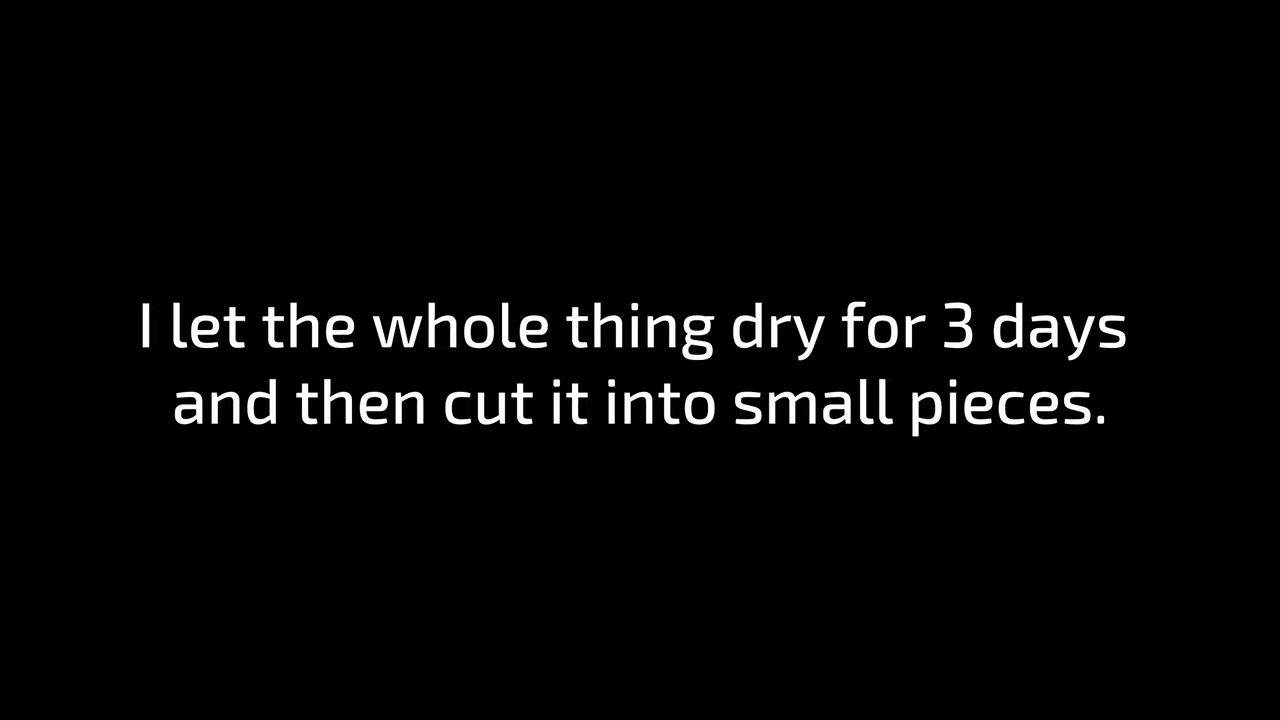 I let the whole thing dry for 3 days
and then cut it into small pieces.